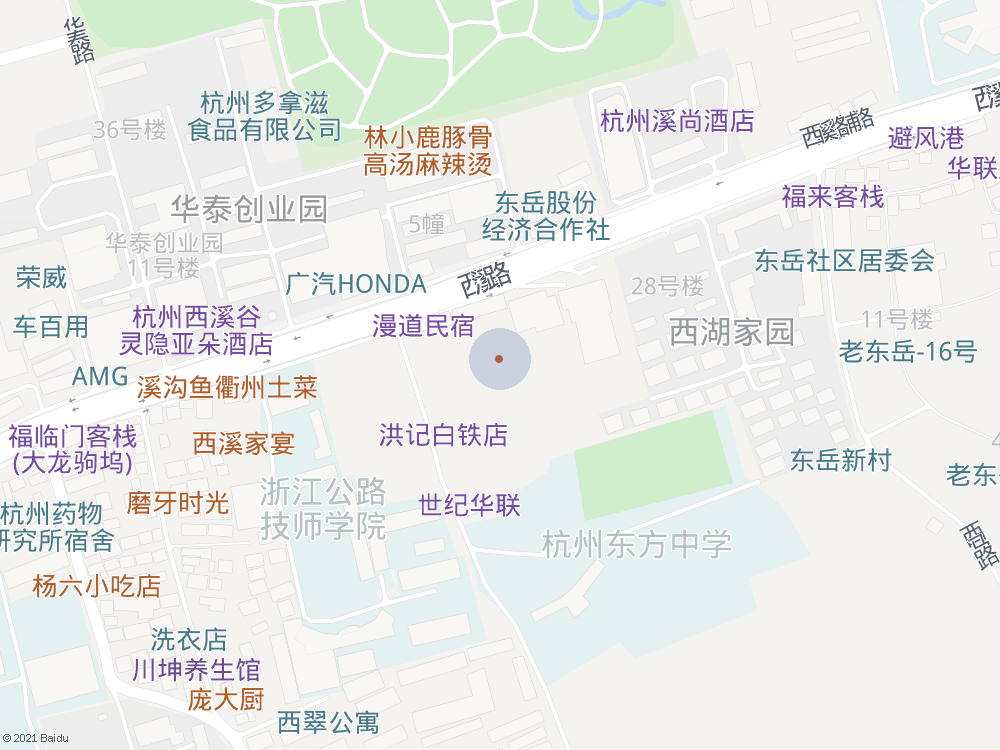 华泰路
杭州多拿滋
食品有限公司
36号楼
林小鹿豚骨
高汤麻辣烫
杭州溪尚酒店
西溪路辅路
避风港
福来客栈
华泰创业园
5幢
东岳股份
经济合作社
华泰创业园
11号楼
荣威
广汽HONDA
西溪路
28号楼
东岳社区居委会
车百用
杭州西溪谷
灵隐亚朵酒店
漫道民宿
西湖家园
11号楼
老东岳-16号
AMG
溪沟鱼衢州土菜
福临门客栈
(大龙驹坞)
西溪家宴
洪记白铁店
东岳新村
磨牙时光
浙江公路
技师学院
世纪华联
杭州药物
研究所宿舍
杭州东方中学
杨六小吃店
洗衣店
川坤养生馆
庞大厨
西翠公寓
© 2021 Baidu